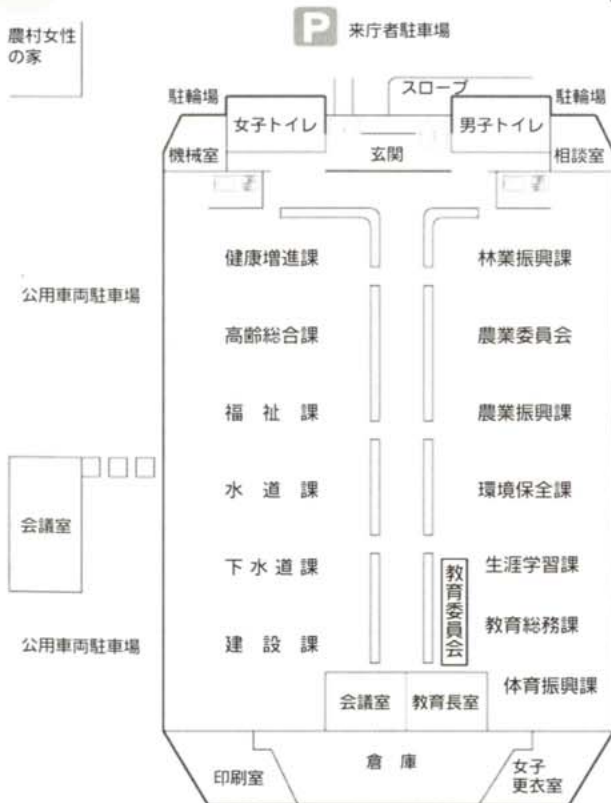 P 来庁者駐車場
農村女性
の家
スロープ
駐輪場
駐輪場
女子トイレ
男子トイレ
機械室
玄関
相談室
健康増進課
林業振興課
公用車両駐車場
高齢総合課
農業委員会
福祉課
農業振興課
水道課
環境保全課
会議室
下水道課
教育委員会
生涯学習課
教育総務課
公用車両駐車場
建設課
体育振興課
会議室
教育長室
倉庫
印刷室
女子
更衣室